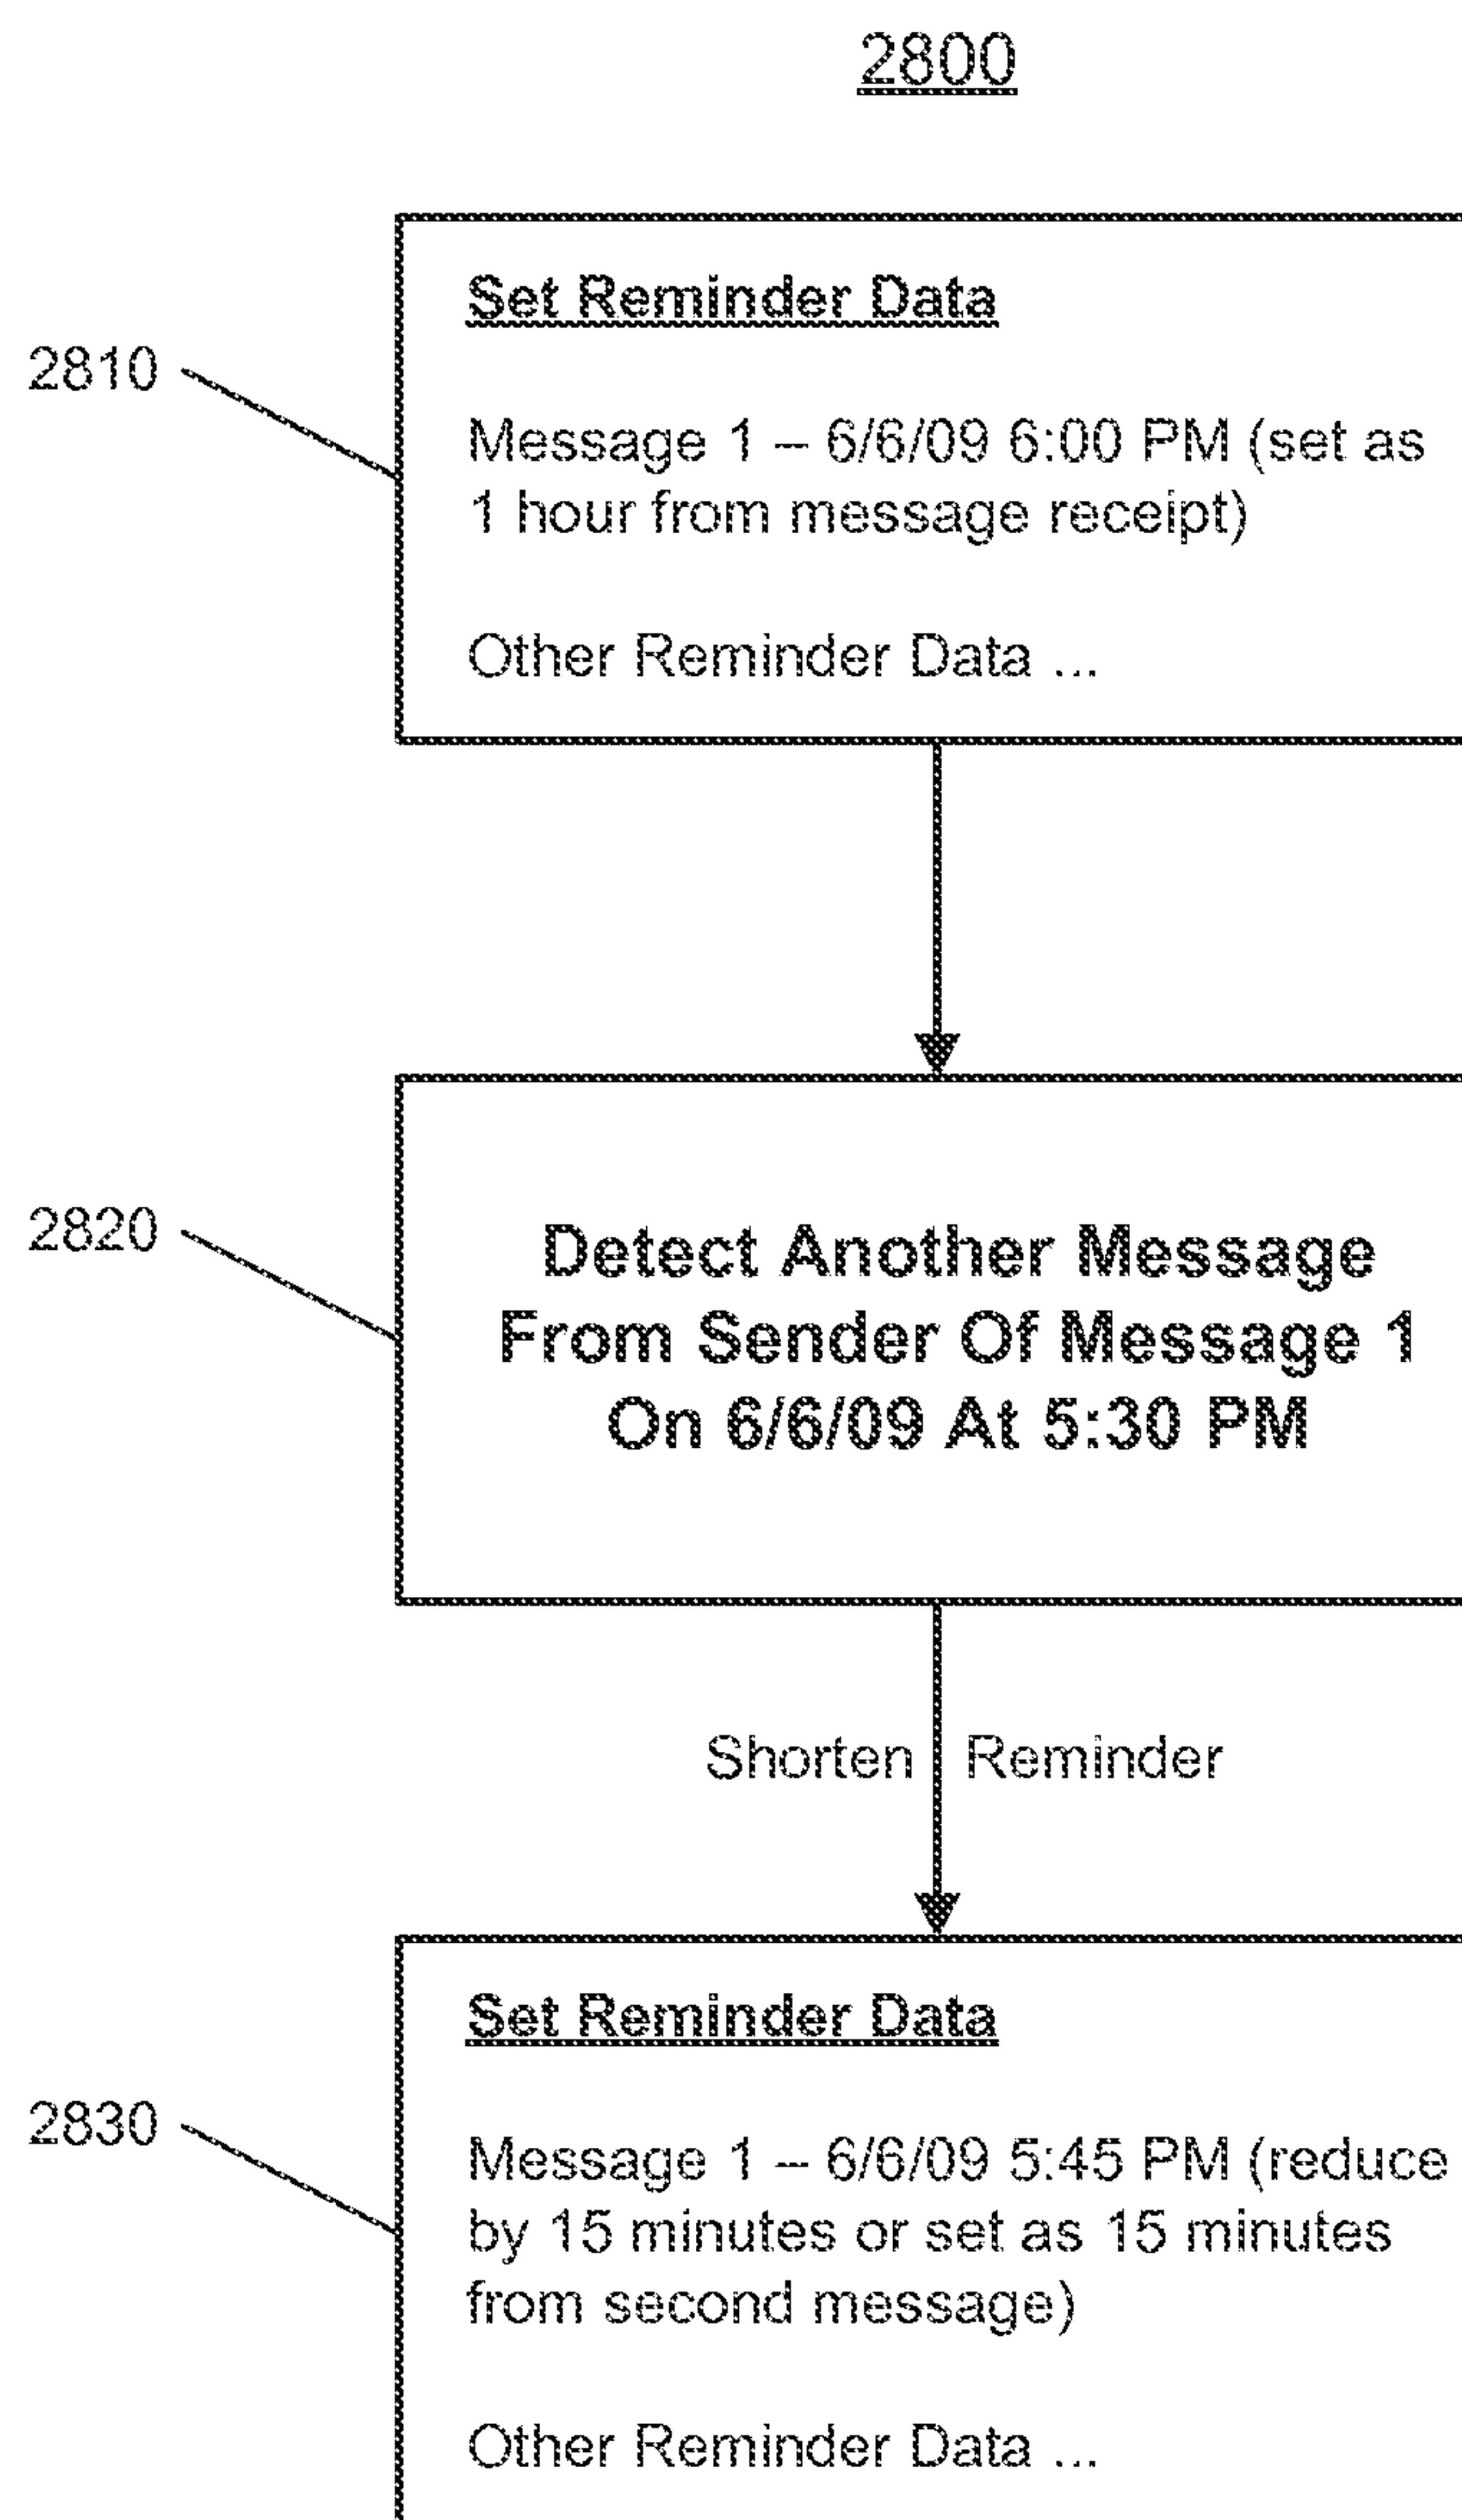 2800
Set Reminder Data
2810
Message 1 – 6/6/09 6:00 PM (set as
1 hour from message receipt)
Other Reminder Data ...
2820
Detect Another Message
From Sender Of Message 1
On 6/6/09 At 5:30 PM
Shorten Reminder
Set Reminder Data
2830
Message 1 – 6/6/09 5:45 PM (reduce
by 15 minutes or set as 15 minutes
from second message)
Other Reminder Data ...